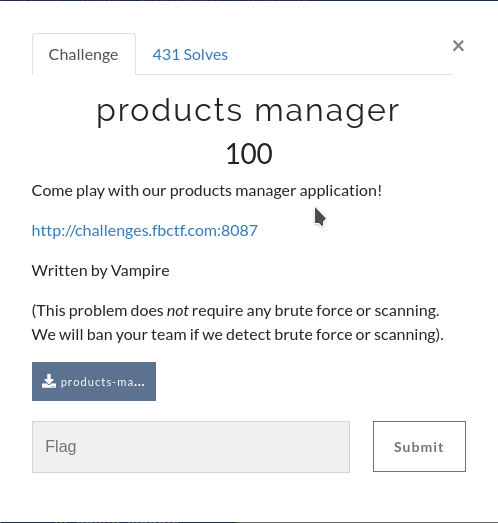 Challenge
431 Solves
×
products manager
100
Come play with our products manager application!
http://challenges.fbctf.com:8087
Written by Vampire
(This problem does not require any brute force or scanning.
We will ban your team if we detect brute force or scanning).
products-ma...
Flag
Submit